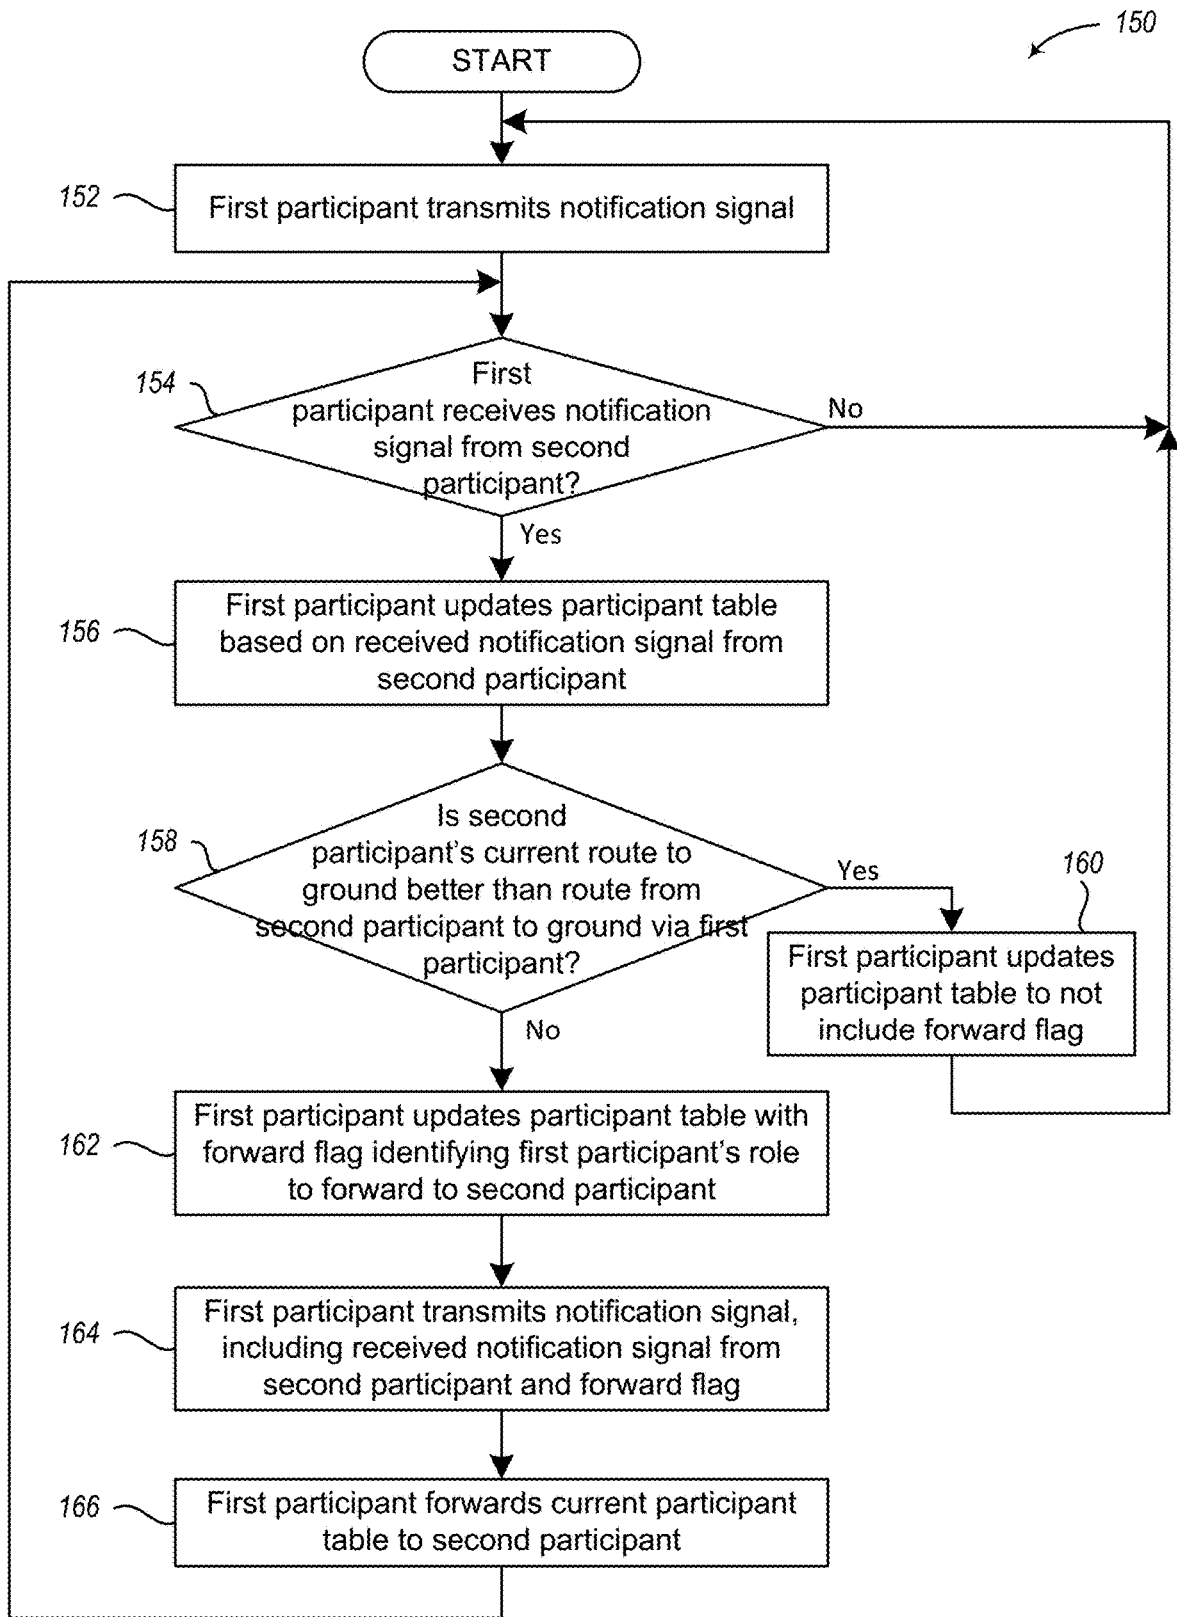 150
START
152
First participant transmits notification signal
154
First
participant receives notification
signal from second
participant?
No
Yes
156
First participant updates participant table
based on received notification signal from
second participant
158
Is second
participant's current route to
ground better than route from
second participant to ground via first
participant?
Yes
160
First participant updates
participant table to not
include forward flag
No
162
First participant updates participant table with
forward flag identifying first participant's role
to forward to second participant
164
First participant transmits notification signal,
including received notification signal from
second participant and forward flag
166
First participant forwards current participant
table to second participant